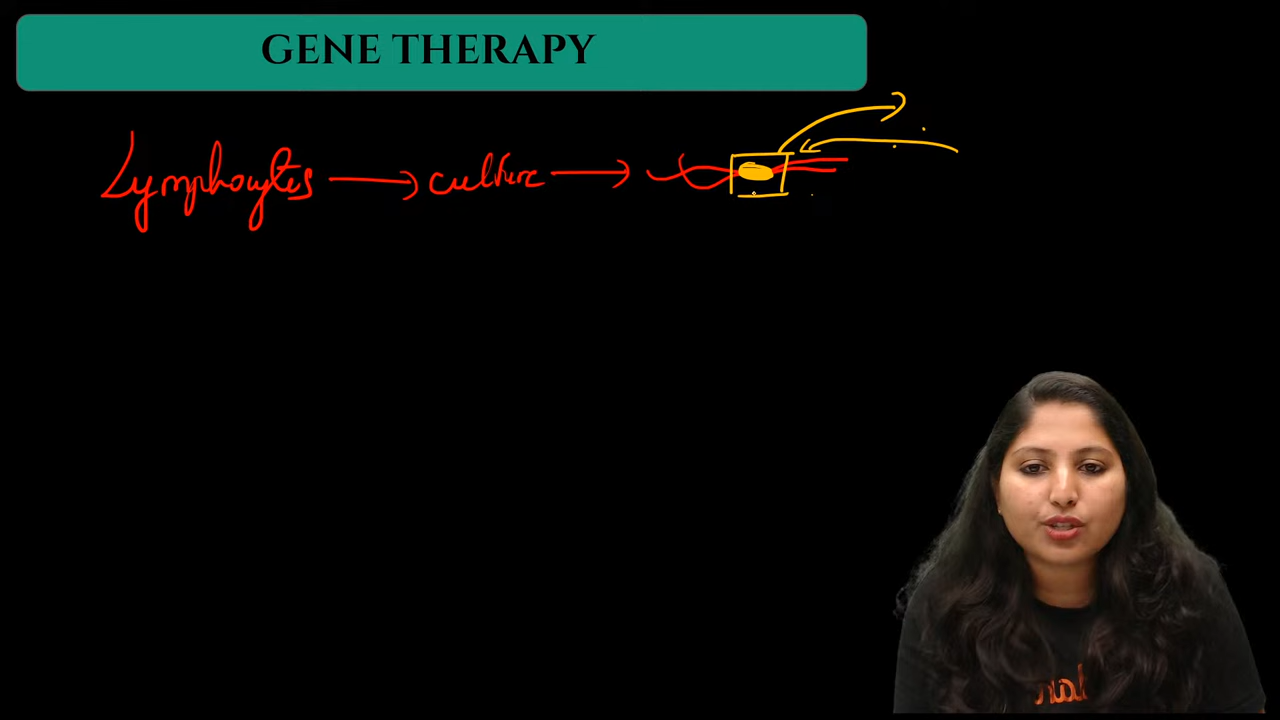 GENE THERAPY
Lymphocytes → culture →